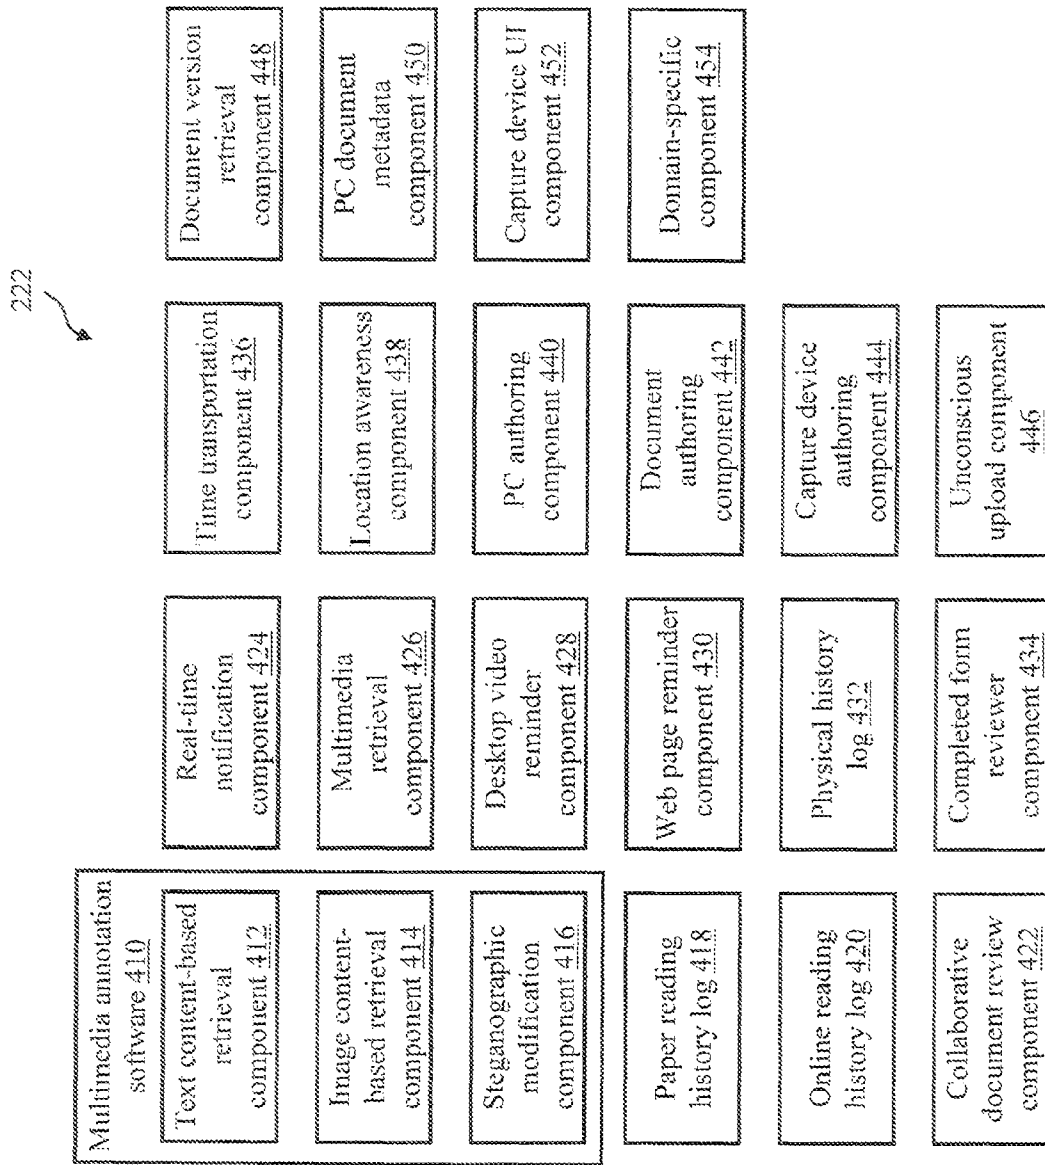 222
Multimedia annotation
software 410
Text content-based
retrieval
component 412
Image content-
based retrieval
component 414
Steganographic
modification
component 416
Paper reading
history log 418
Online reading
history log 420
Collaborative
document review
component 422
Real-time
notification
component 424
Multimedia
retrieval
component 426
Desktop video
reminder
component 428
Web page reminder
component 430
Physical history
log 432
Completed form
reviewer
component 434
Time transportation
component 436
Location awareness
component 438
PC authoring
component 440
Document
authoring
component 442
Capture device
authoring
component 444
Unconscious
upload component
446
Document version
retrieval
component 448
PC document
metadata
component 450
Capture device UI
component 452
Domain-specific
component 454